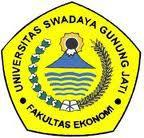 UNIVERSITAS SWADAYA GUNUNG JATI
• FAKULTAS EKONOMI •